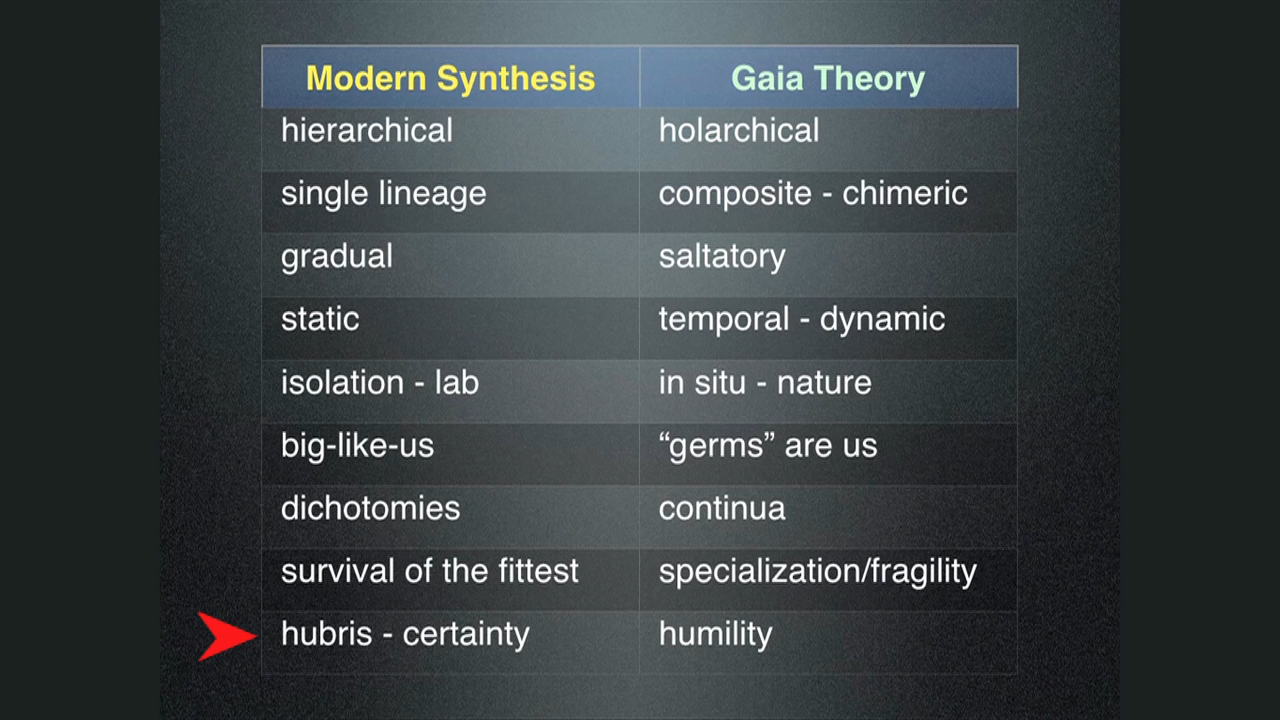 Modern Synthesis Gaia Theory
hierarchical holarchical
single lineage composite - chimeric
gradual saltatory
static temporal - dynamic
isolation - lab in situ - nature
big-like-us “germs” are us
dichotomies continua
survival of the fittest specialization/fragility
hubris - certainty humility